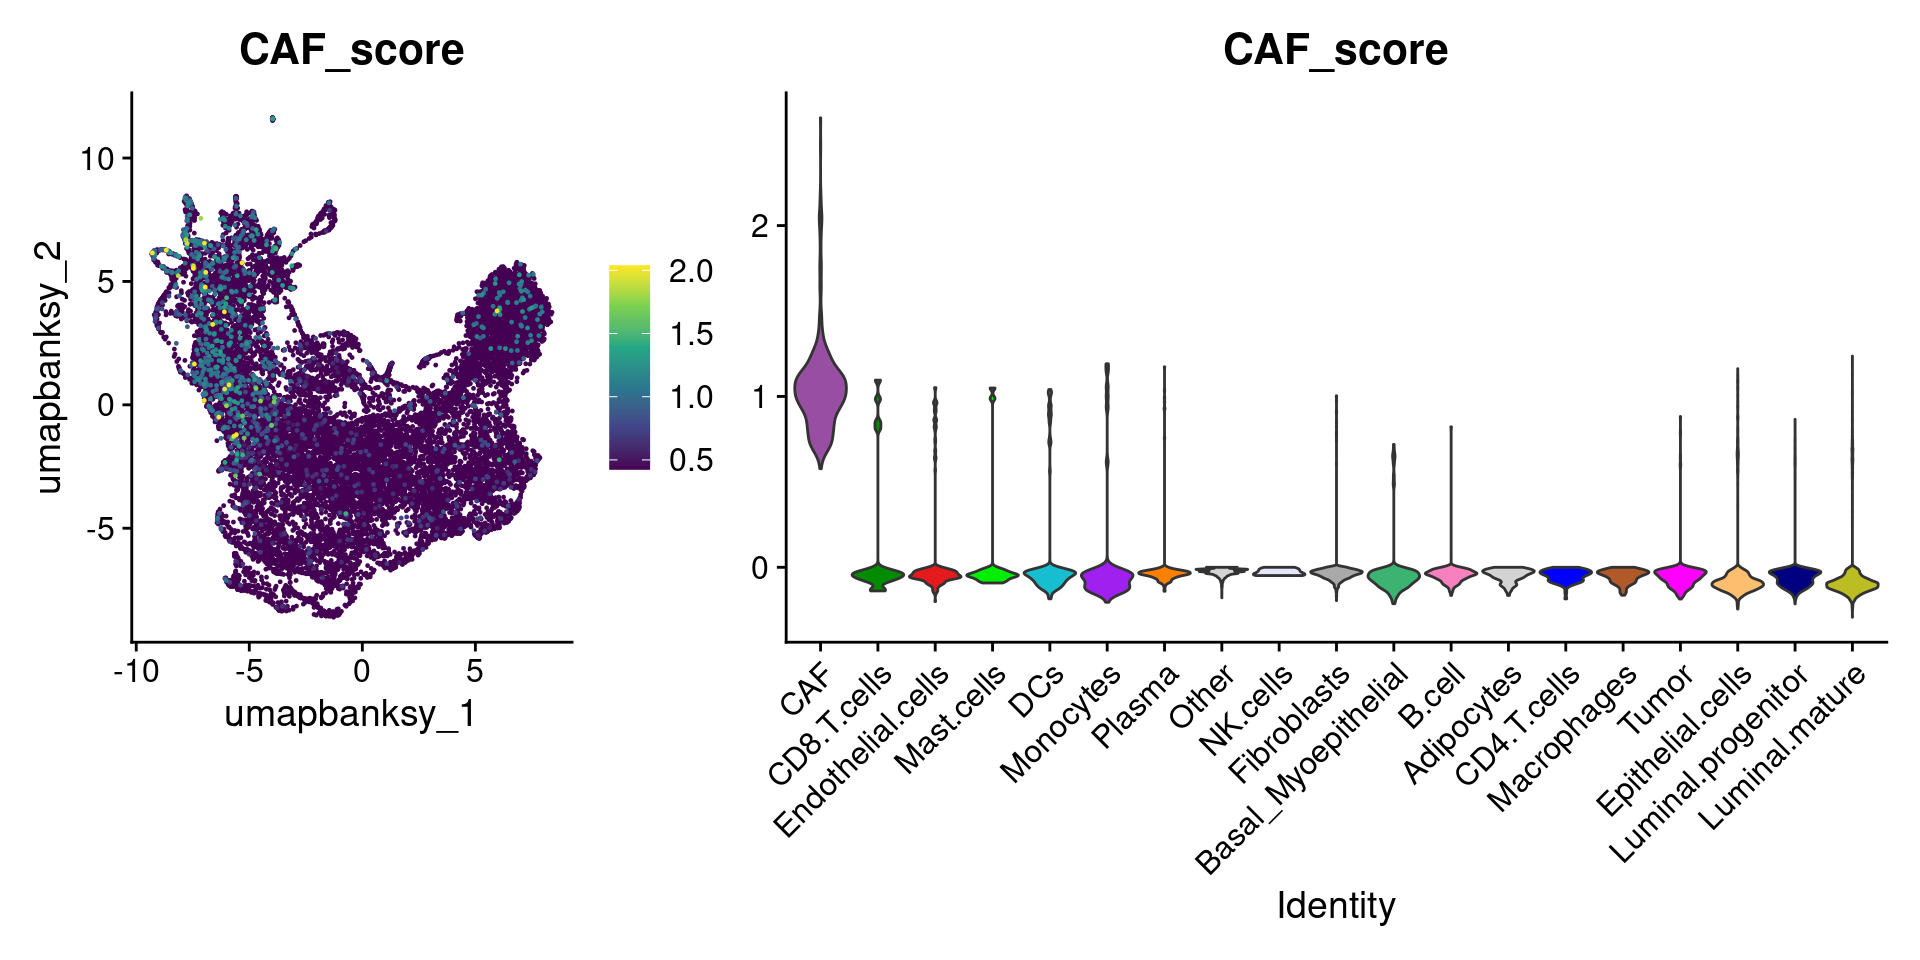 CAF_score
10
5
0
-5
-10
-5
0
5
umapbanksy_1
umapbanksy_2
2.0
1.5
1.0
0.5
CAF_score
2
1
0
CAF
CD8.T.cells
Endothelial.cells
Mast.cells
DCs
Monocytes
Plasma
Other
NK.cells
Fibroblasts
Basal_Myoepithelial
B.cell
Adipocytes
CD4.T.cells
Macrophages
Tumor
Epithelial.cells
Luminal.progenitor
Luminal.mature
Identity